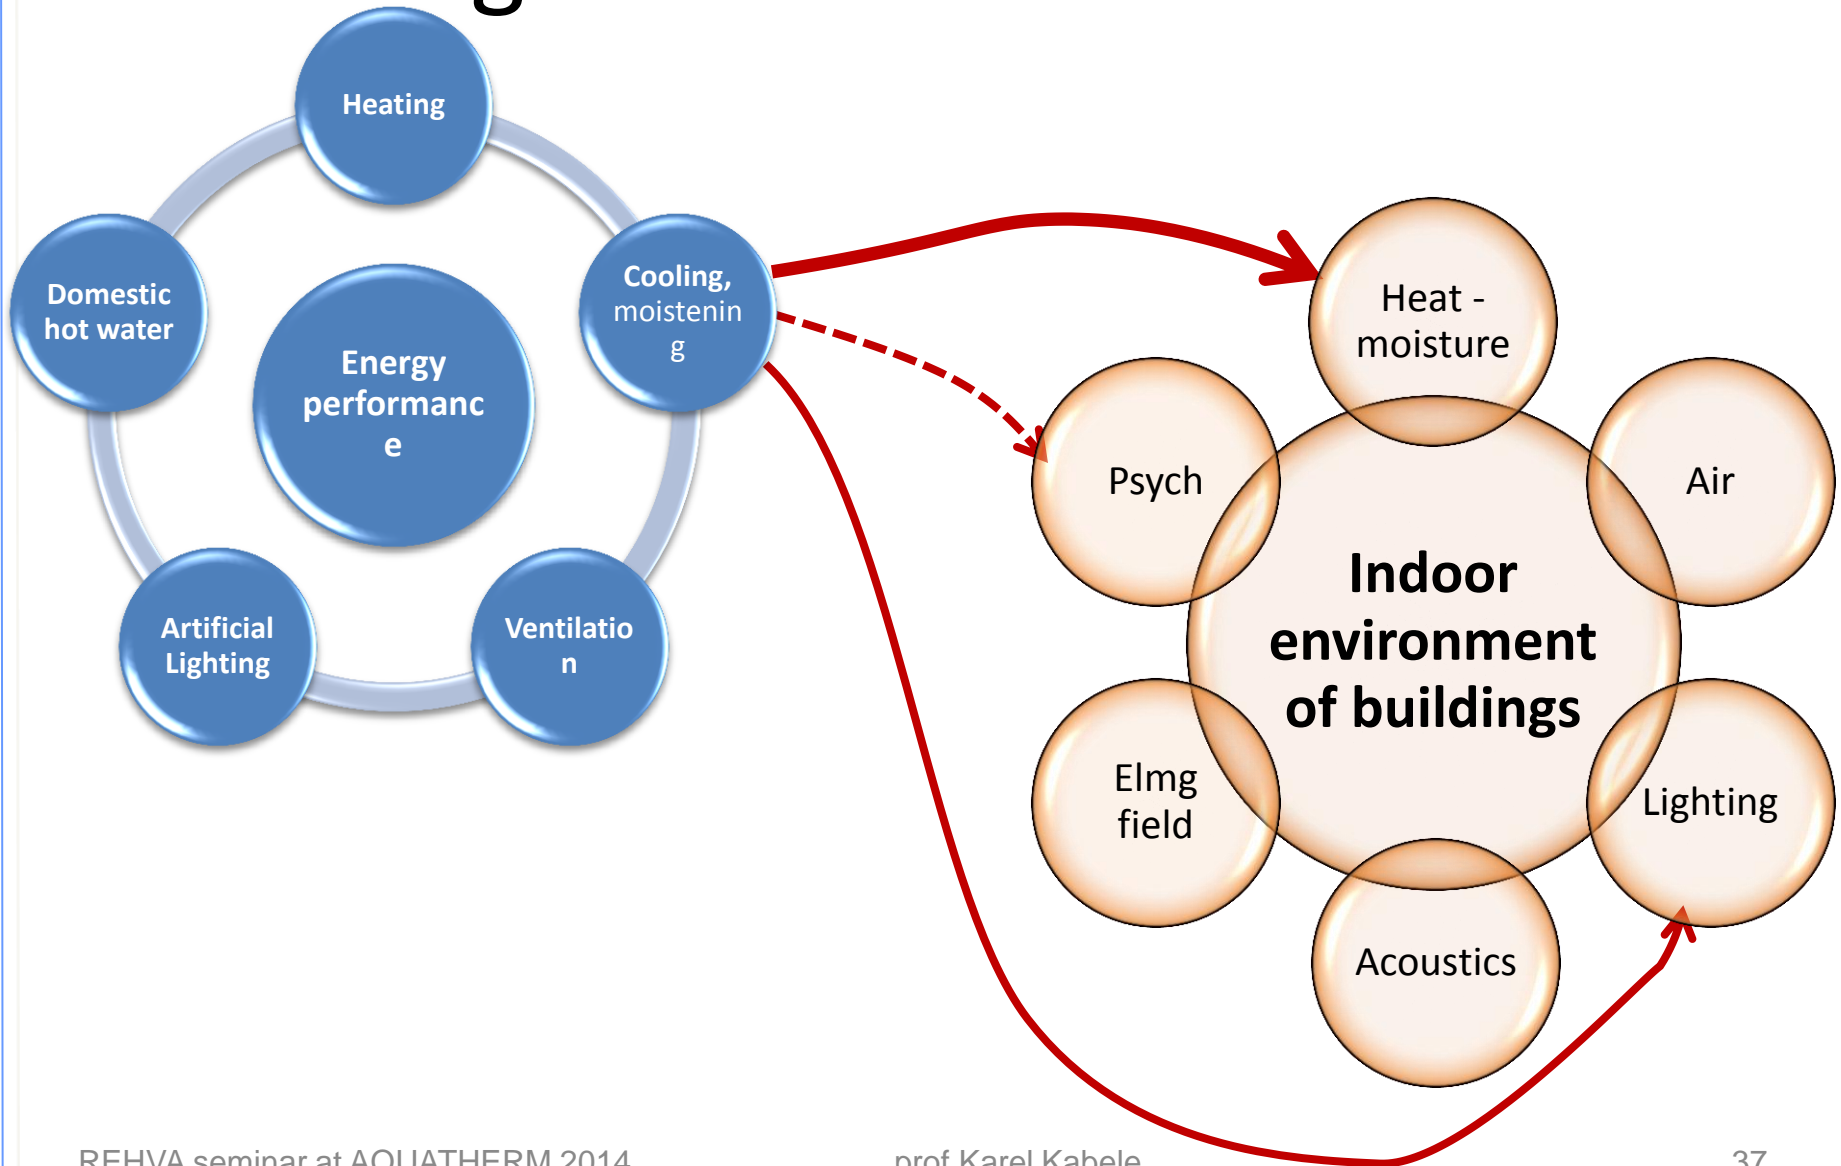 Heating
Domestic
hot water
Cooling,
moistenin
g
Energy
performanc
e
Artificial
Lighting
Ventilatio
n
Heat -
moisture
Psych
Air
Indoor
environment
of buildings
Elmg
field
Lighting
Acoustics
REHVA seminar at AQUATHERM 2014
prof Karel Kabele
37